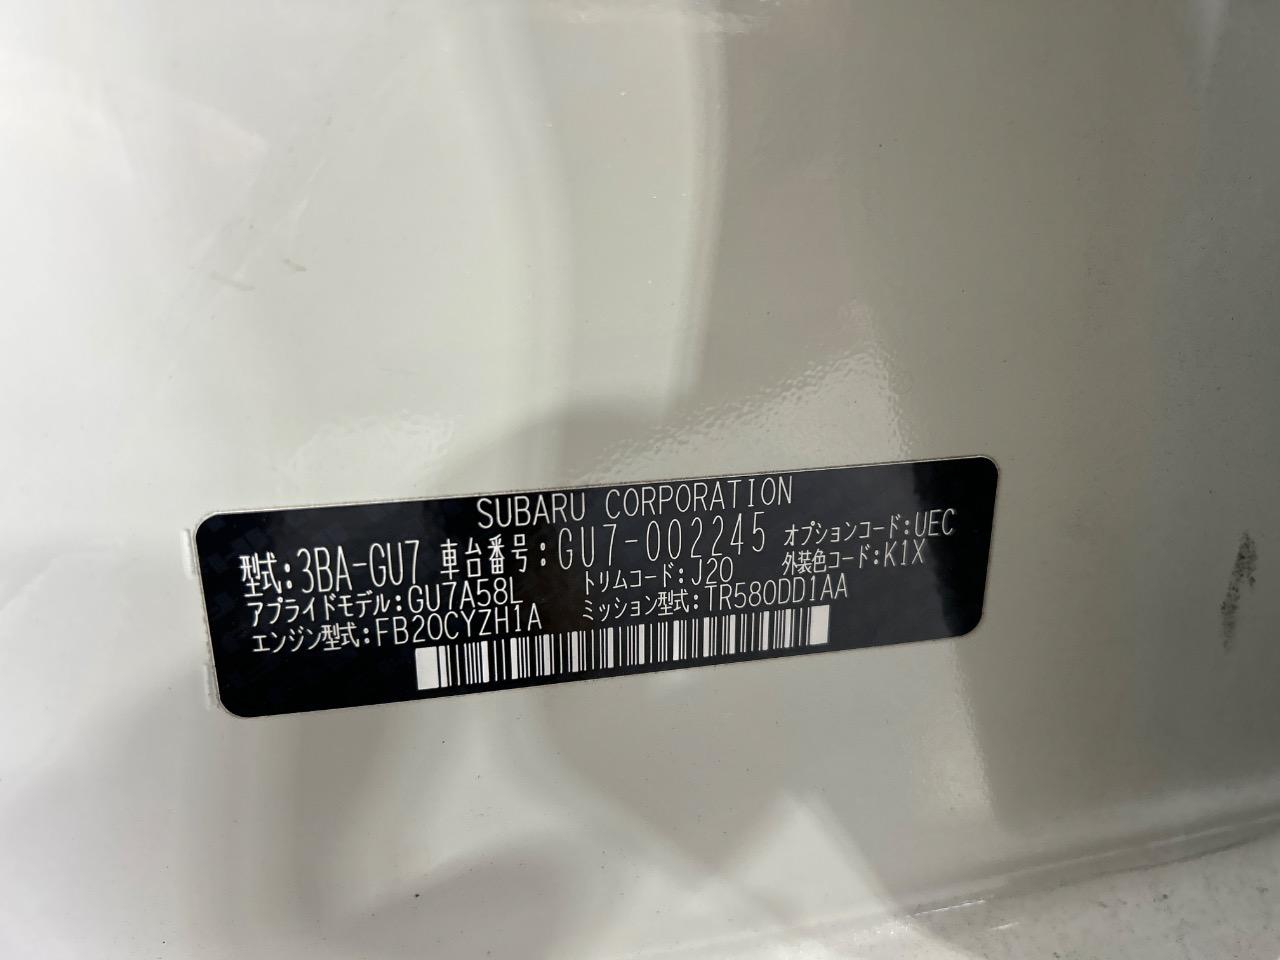 SUBARU CORPORATION
型式:3BA-GU7 車台番号:GU7-002245 オプションコード:UEC
アプライドモデル:GU7A58L トリムコード:J20 外装色コード:K1X
エンジン型式:FB20CYZH1A ミッション型式:TR580DD1AA